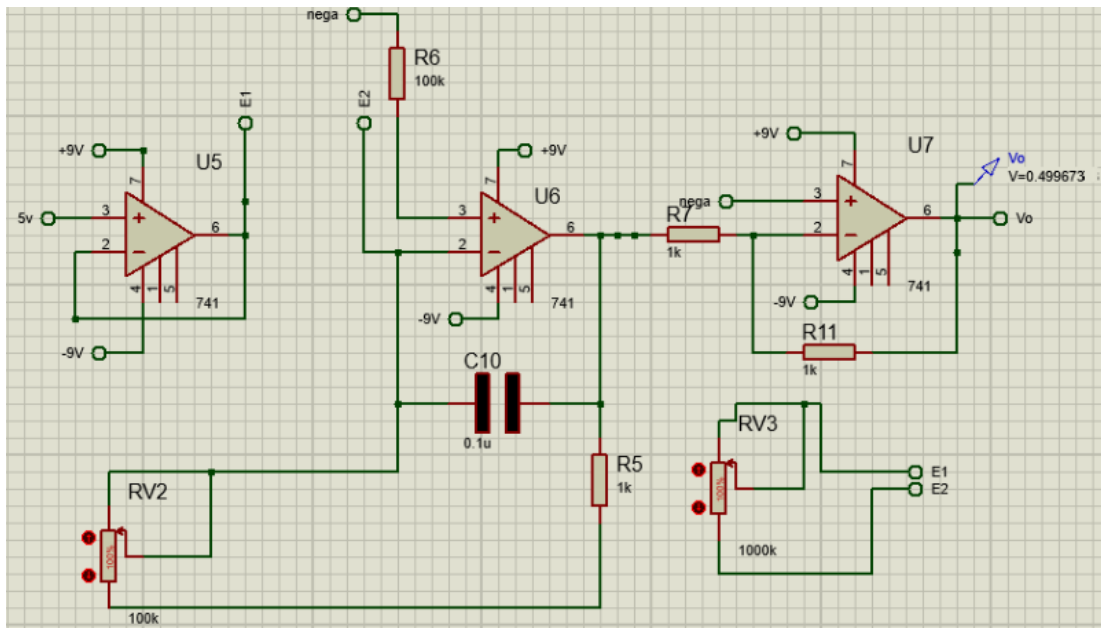 nega
R6
100k
E1
E2
+9V
U5
7
5v
3
2
6
4
1
5
741
-9V
+9V
U6
7
3
2
6
4
1
5
741
-9V
nega
R7
1k
+9V
U7
7
3
2
6
4
1
5
741
-9V
Vo
V=0.499673
Vo
R11
1k
C10
0.1u
R5
1k
RV2
100%
100k
RV3
100%
1000k
E1
E2